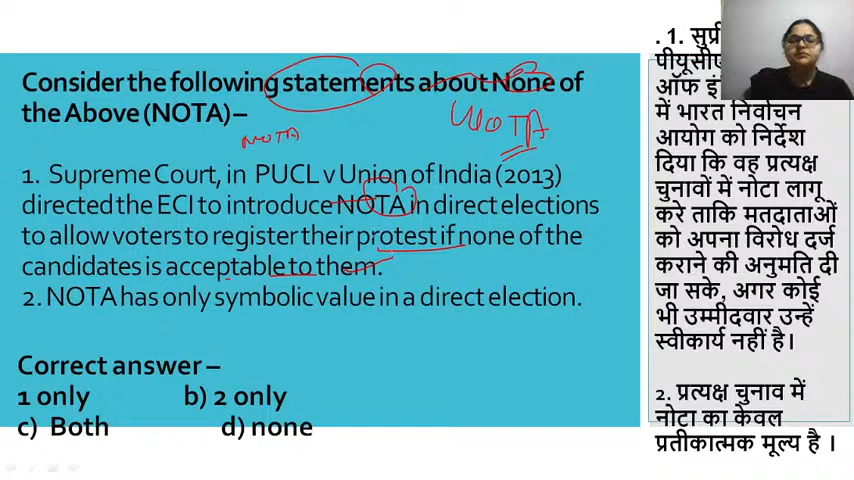 Consider the following statements about None of
the Above (NOTA) –
NOTA
NOTA
1. Supreme Court, in PUCL v Union of India (2013)
directed the ECI to introduce NOTA in direct elections
to allow voters to register their protest if none of the
candidates is acceptable to them.
2. NOTA has only symbolic value in a direct election.
Correct answer –
1 only b) 2 only
c) Both d) none
. 1.
ऑफ
में भारत निर्वाचन
आयोग को निर्देश
दिया कि वह प्रत्यक्ष
चुनावों में नोटा लागू
करे ताकि मतदाताओं
को अपना विरोध दर्ज
कराने की अनुमति दी
जा सके, अगर कोई
भी उम्मीदवार उन्हें
स्वीकार्य नहीं है।
2. प्रत्यक्ष चुनाव में
नोटा का केवल
प्रतीकात्मक मूल्य है ।